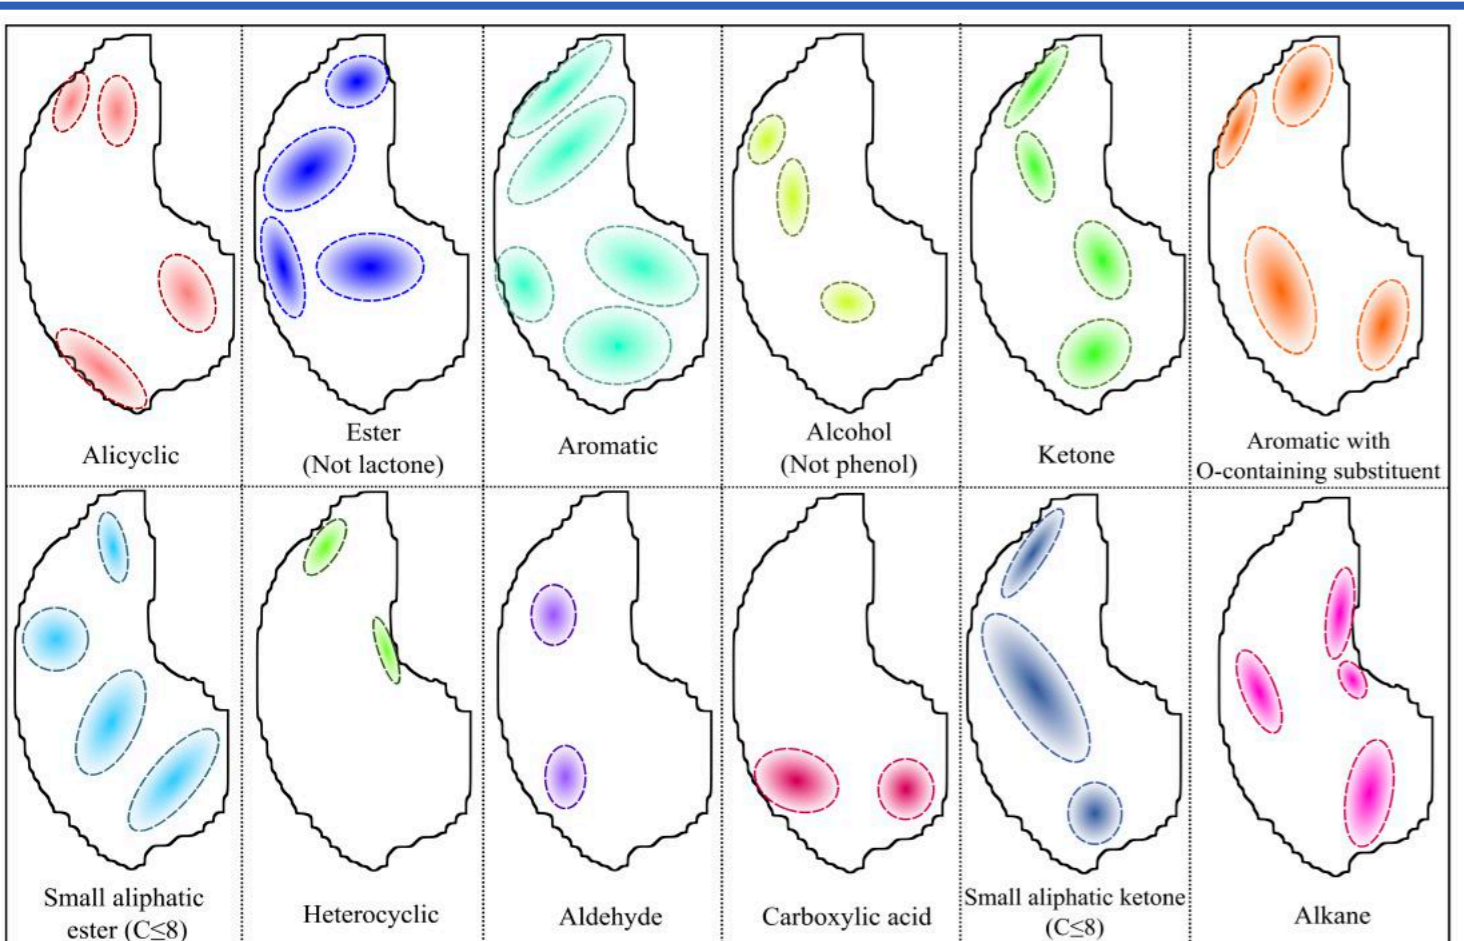 Alicyclic
Ester
(Not lactone)
Aromatic
Alcohol
(Not phenol)
Ketone
Aromatic with
O-containing substituent
Small aliphatic
ester (C≤8)
Heterocyclic
Aldehyde
Carboxylic acid
Small aliphatic ketone
(C≤8)
Alkane